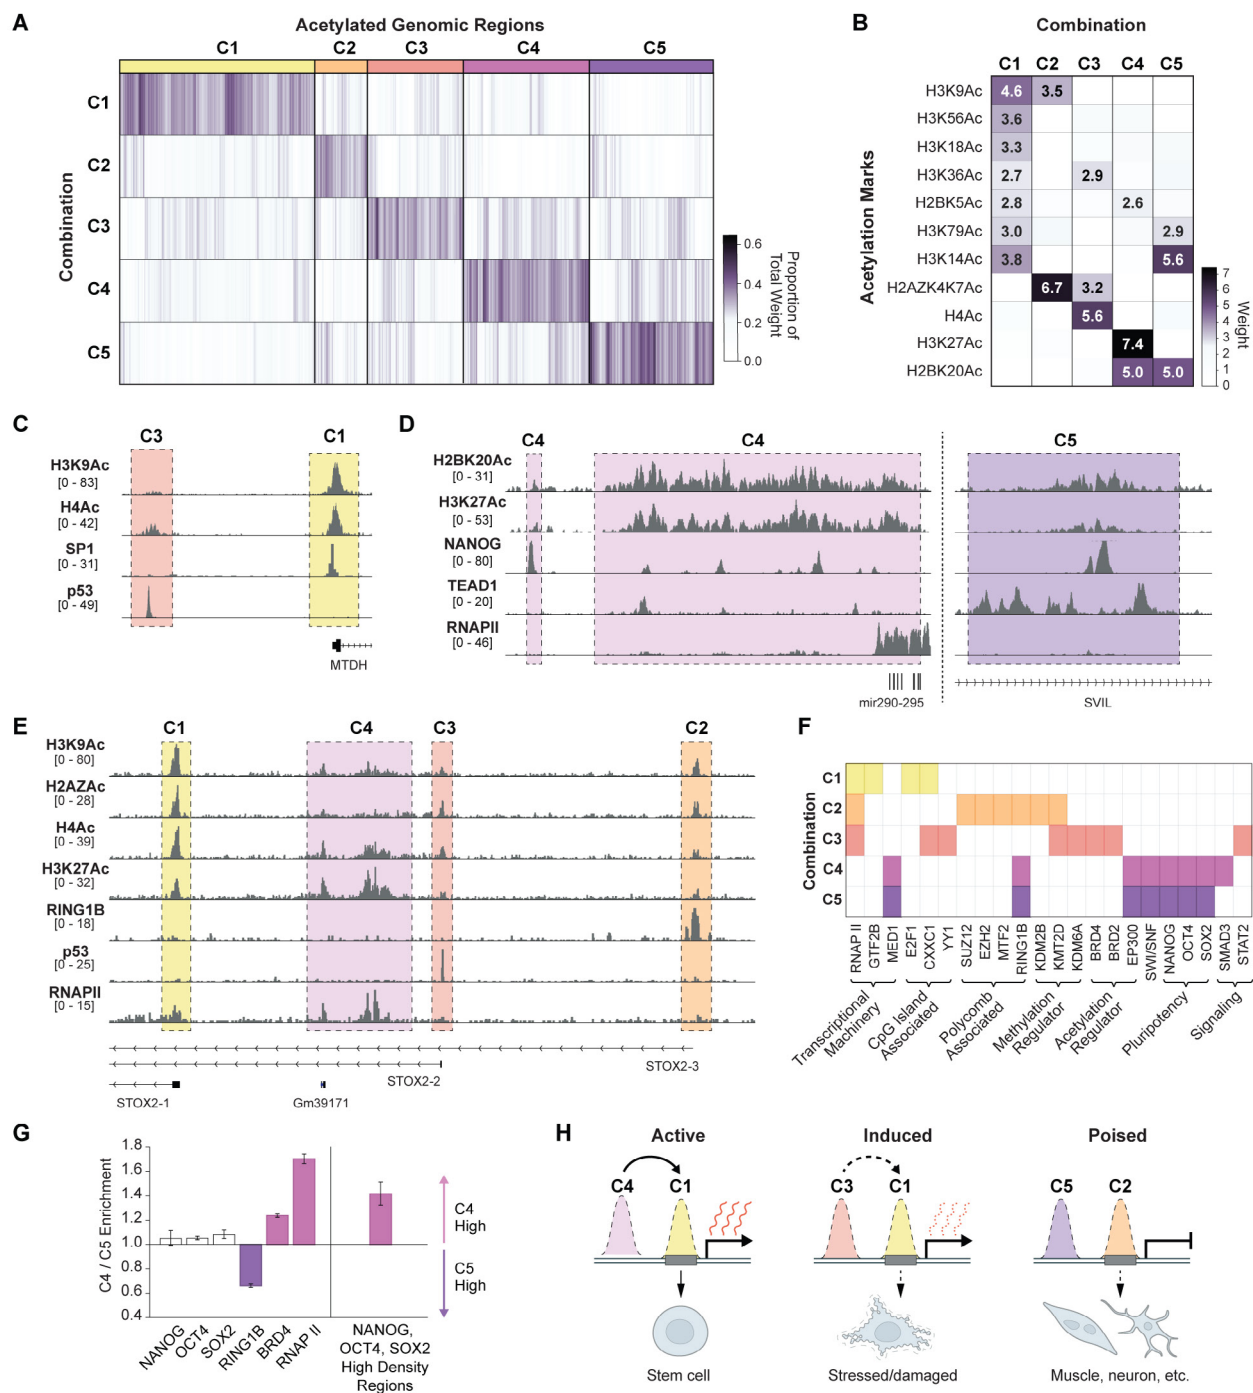 A
Acetylated Genomic Regions
C1 C2 C3 C4 C5
Combination
C1
C2
C3
C4
C5
0.6
0.4
0.2
0.0
Proportion of
Total Weight
B
Combination
C1 C2 C3 C4 C5
Acetylation Marks
H3K9Ac 4.6 3.5
H3K56Ac 3.6
H3K18Ac 3.3
H3K36Ac 2.7 2.9
H2BK5Ac 2.8 2.6
H3K79Ac 3.0 2.9
H3K14Ac 3.8 5.6
H2AZK4K7Ac 6.7 3.2
H4Ac 5.6
H3K27Ac 7.4
H2BK20Ac 5.0 5.0
7
6
5
4
3
2
1
0
Weight
C
C3 C1
H3K9Ac
[0 - 83]
H4Ac
[0 - 42]
SP1
[0 - 31]
p53
[0 - 49]
MTDH
D
C4 C4 C5
H2BK20Ac
[0 - 31]
H3K27Ac
[0 - 53]
NANOG
[0 - 80]
TEAD1
[0 - 20]
RNAPII
[0 - 46]
mir290-295 SVIL
E
C1 C4 C3 C2
H3K9Ac
[0 - 80]
H2AZAc
[0 - 28]
H4Ac
[0 - 39]
H3K27Ac
[0 - 32]
RING1B
[0 - 18]
p53
[0 - 25]
RNAPII
[0 - 15]
STOX2-3
STOX2-2
STOX2-1 Gm39171
F
Combination
C1
C2
C3
C4
C5
RNAP II
GTF2B
MED1
E2F1
CXXC1
YY1
SUZ12
EZH2
MTF2
RING1B
KDM2B
KMT2D
KDM6A
BRD4
BRD2
EP300
SWI/SNF
NANOG
OCT4
SOX2
SMAD3
STAT2
Transcriptional
Machinery
CpG Island
Associated
Polycomb
Associated
Methylation
Regulator
Acetylation
Regulator
Pluripotency
Signaling
G
C4 / C5 Enrichment
1.8
1.6
1.4
1.2
1.0
0.8
0.6
0.4
NANOG
OCT4
SOX2
RING1B
BRD4
RNAP II
NANOG,
OCT4, SOX2
High Density
Regions
C4
High
C5
High
H
Active Induced Poised
C4 C1 C3 C1 C5 C2
Stem cell Stressed/damaged Muscle, neuron, etc.